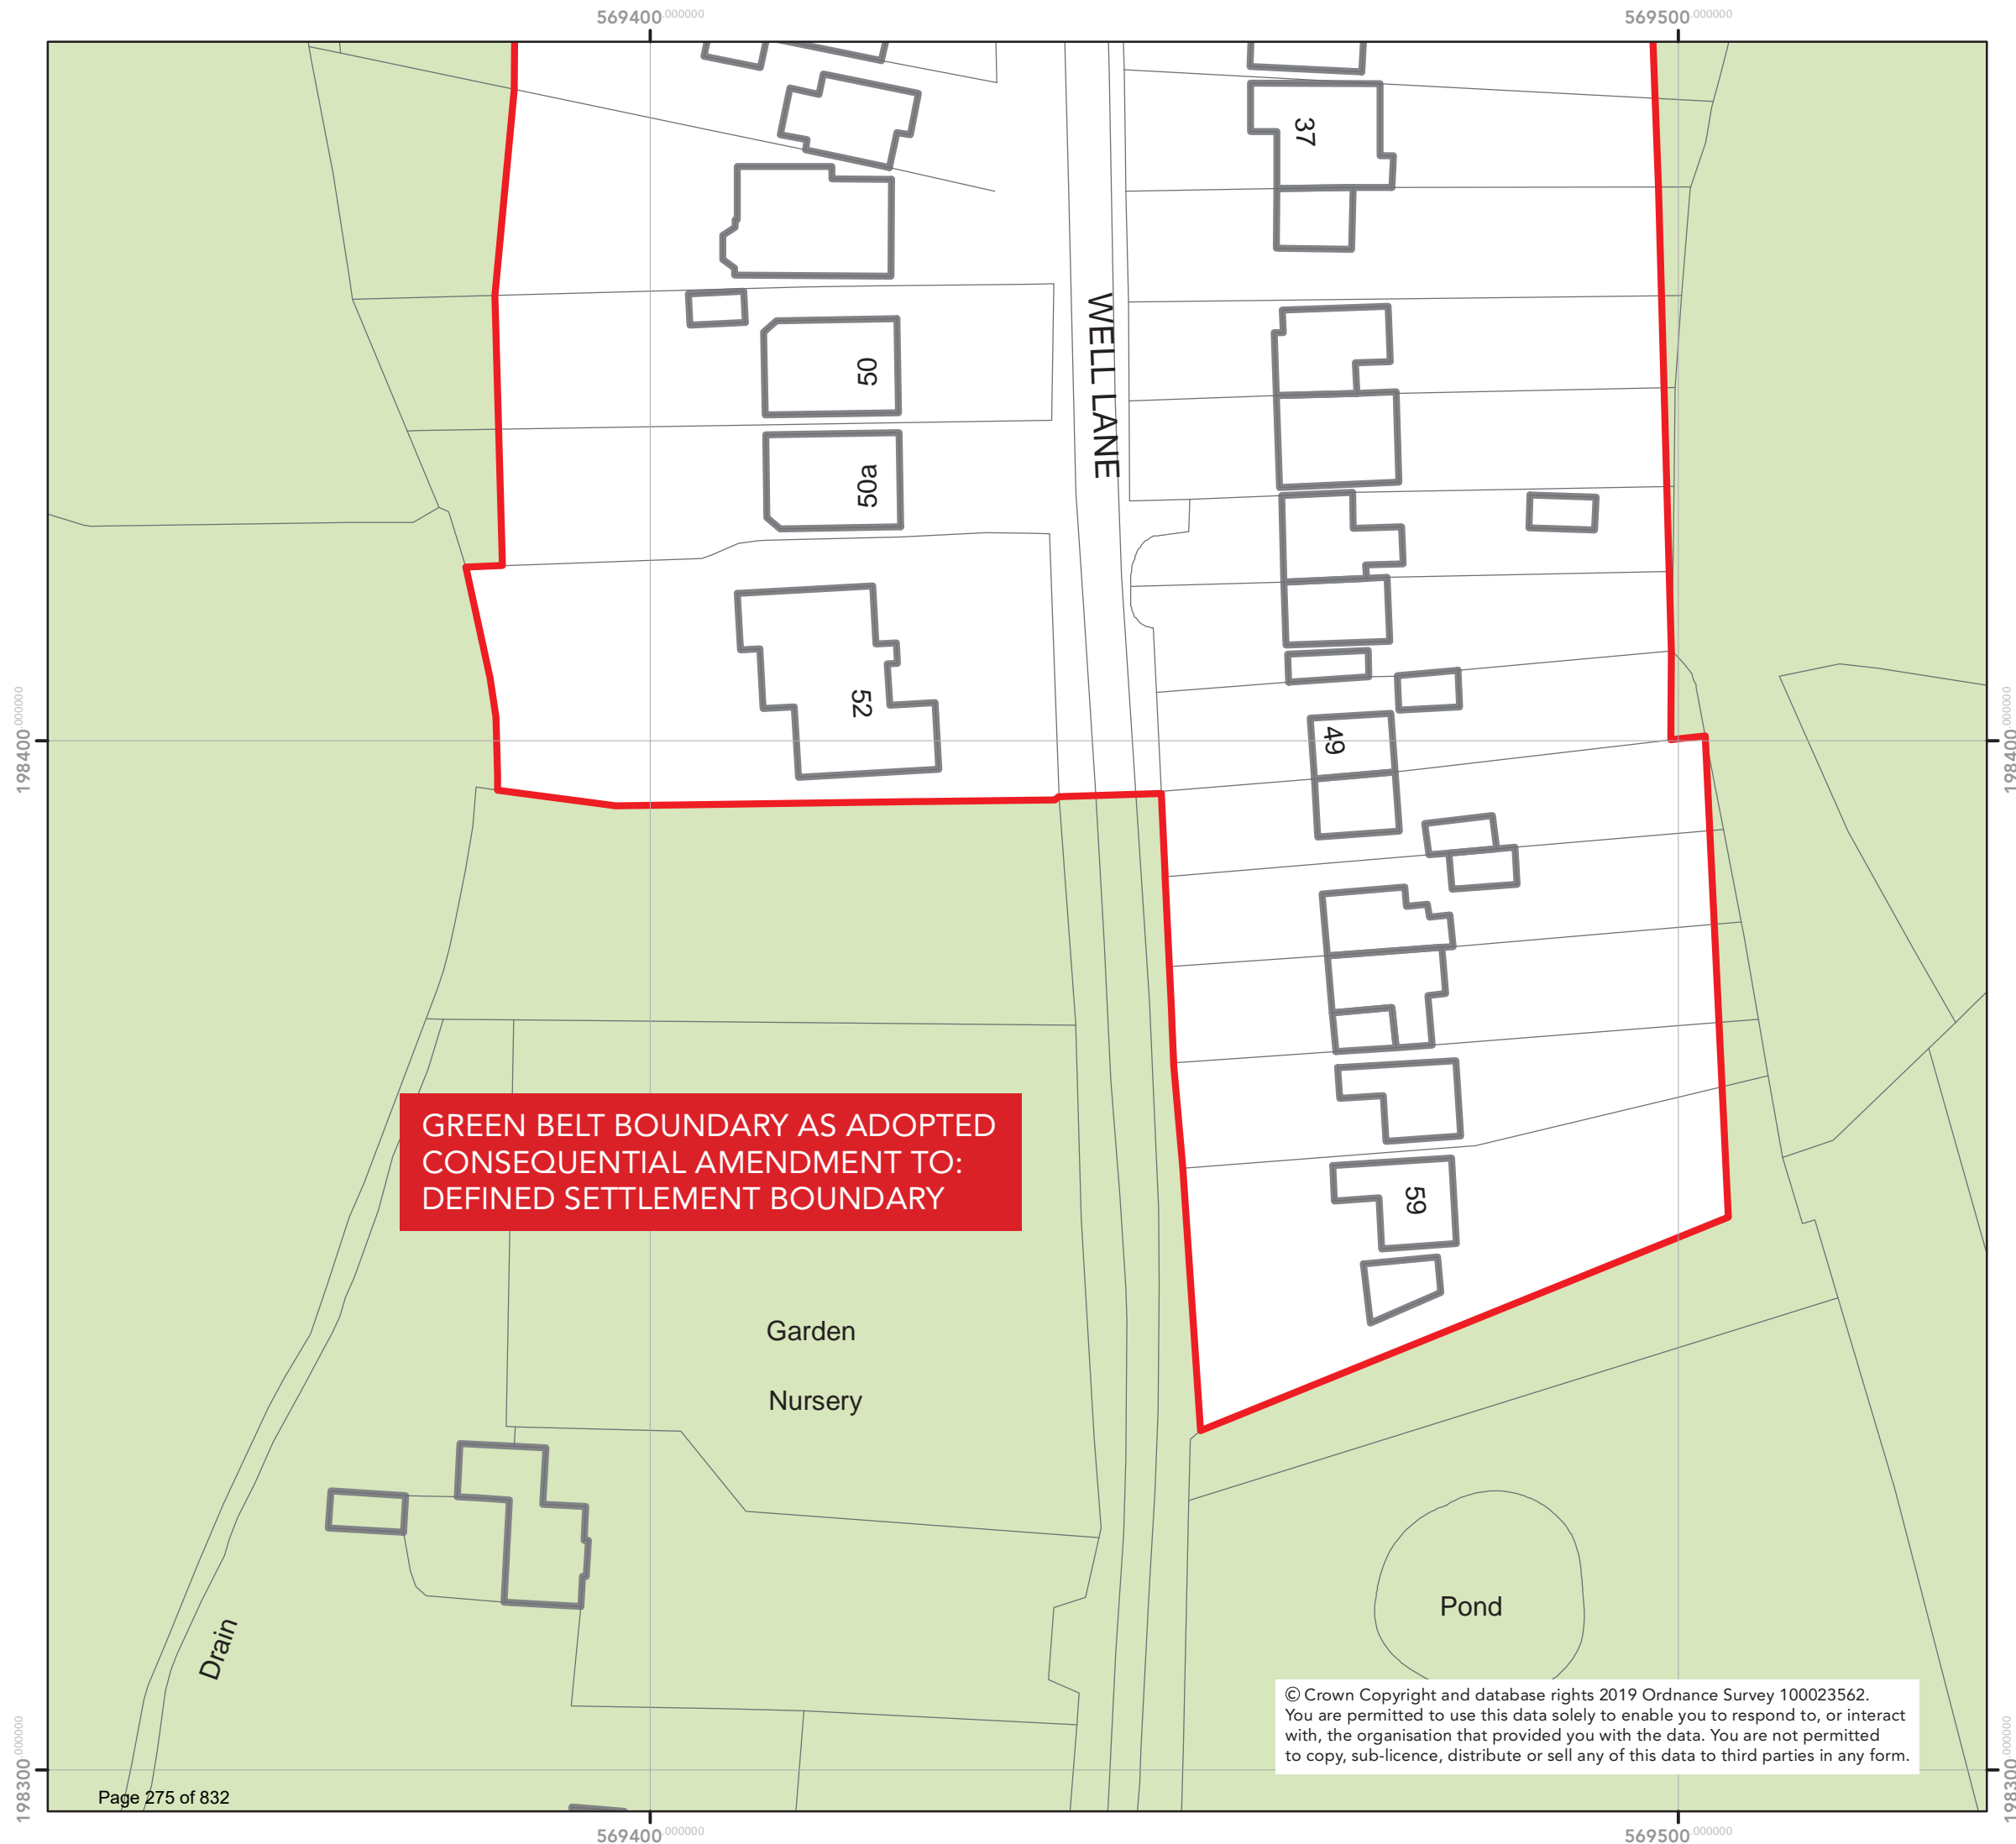 569400.000000
569500.000000
37
WELL LANE
50
50a
52
198400.000000
198400.000000
49
GREEN BELT BOUNDARY AS ADOPTED
CONSEQUENTIAL AMENDMENT TO:
DEFINED SETTLEMENT BOUNDARY
59
Garden
Nursery
Pond
Drain
© Crown Copyright and database rights 2019 Ordnance Survey 100023562.
You are permitted to use this data solely to enable you to respond to, or interact
with, the organisation that provided you with the data. You are not permitted
to copy, sub-licence, distribute or sell any of this data to third parties in any form.
198300.000000
198300.000000
Page 275 of 832
569400.000000
569500.000000